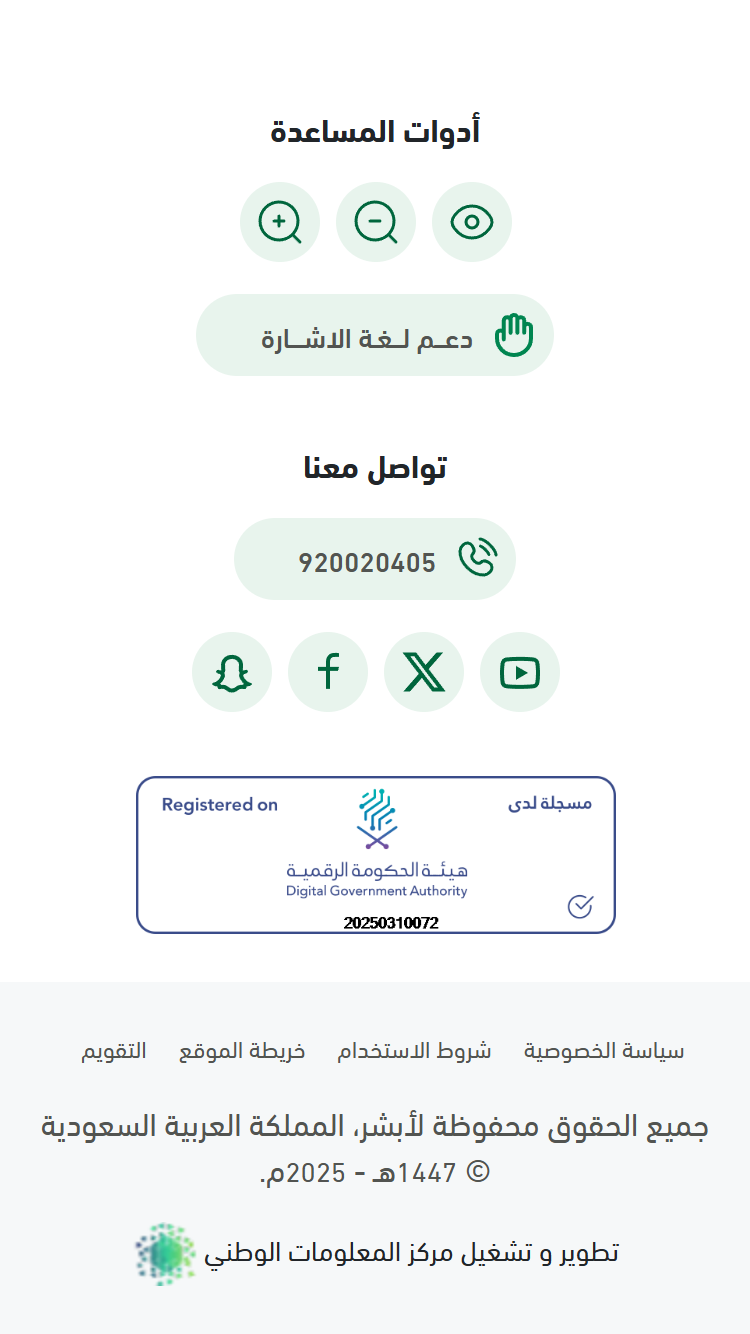 أدوات المساعدة
دعـم لـغـة الاشـارة
تواصل معنا
920020405
مسجلة لدى
Registered on
هيئـة الحكومة الرقميـة
Digital Government Authority
20250310072
سياسة الخصوصية
شروط الاستخدام
خريطة الموقع
التقويم
جميع الحقوق محفوظة لأبشر، المملكة العربية السعودية
© 1447هـ - 2025م.
تطوير و تشغيل مركز المعلومات الوطني